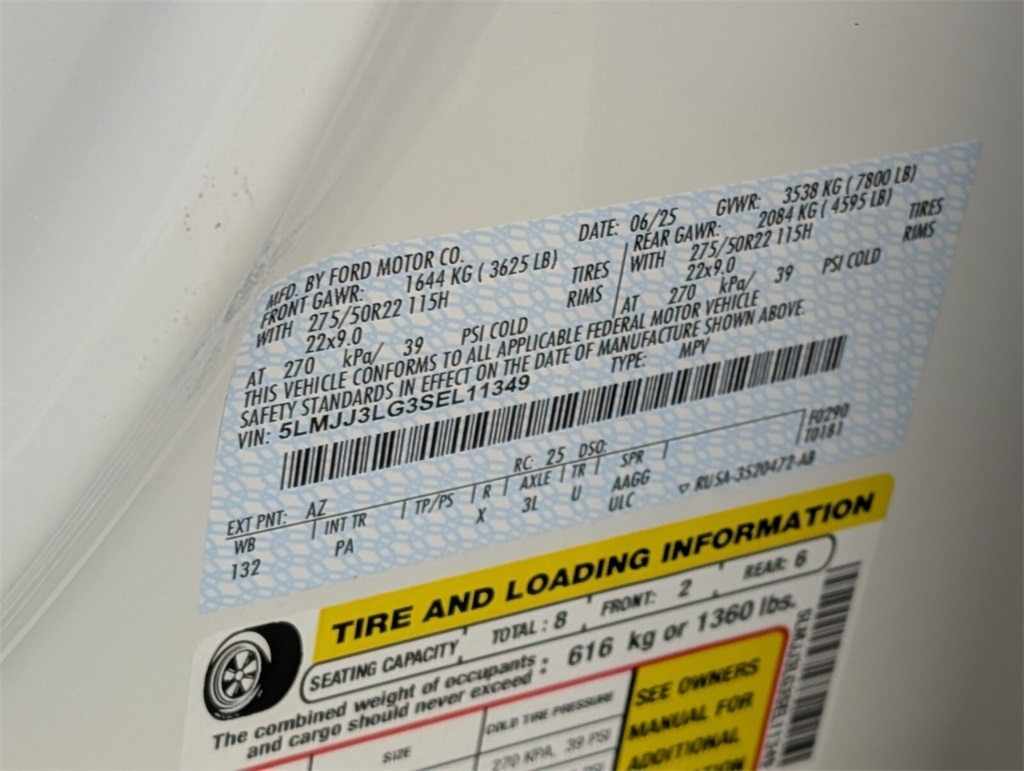 MFD. BY FORD MOTOR CO. DATE: 06/25 GVWR: 3538 KG ( 7800 LB)
FRONT GAWR: 1644 KG ( 3625 LB) REAR GAWR: 2084 KG ( 4595 LB)
WITH 275/50R22 115H TIRES WITH 275/50R22 115H TIRES
22x9.0 RIMS 22x9.0 RIMS
AT 270 kPa/ 39 PSI COLD AT 270 kPa/ 39 PSI COLD
THIS VEHICLE CONFORMS TO ALL APPLICABLE FEDERAL MOTOR VEHICLE
SAFETY STANDARDS IN EFFECT ON THE DATE OF MANUFACTURE SHOWN ABOVE.
VIN: 5LMJJ3LG3SEL11349 TYPE: MPV
F0290
T0181
EXT PNT: AZ RC: 25 DSO:
WB INT TR TP/PS R AXLE TR SPR
132 PA X 3L U AAGG
ULC
▽ RUSA-3520472-AB
TIRE AND LOADING INFORMATION
SEATING CAPACITY TOTAL : 8 FRONT: 2 REAR: 6
The combined weight of occupants and cargo should never exceed : 616 kg or 1360 lbs.
SIZE COLD TIRE PRESSURE
270 KPA, 39 PSI
SEE OWNERS
MANUAL FOR
ADDITIONAL
5LMJJ3LG3SEL11349